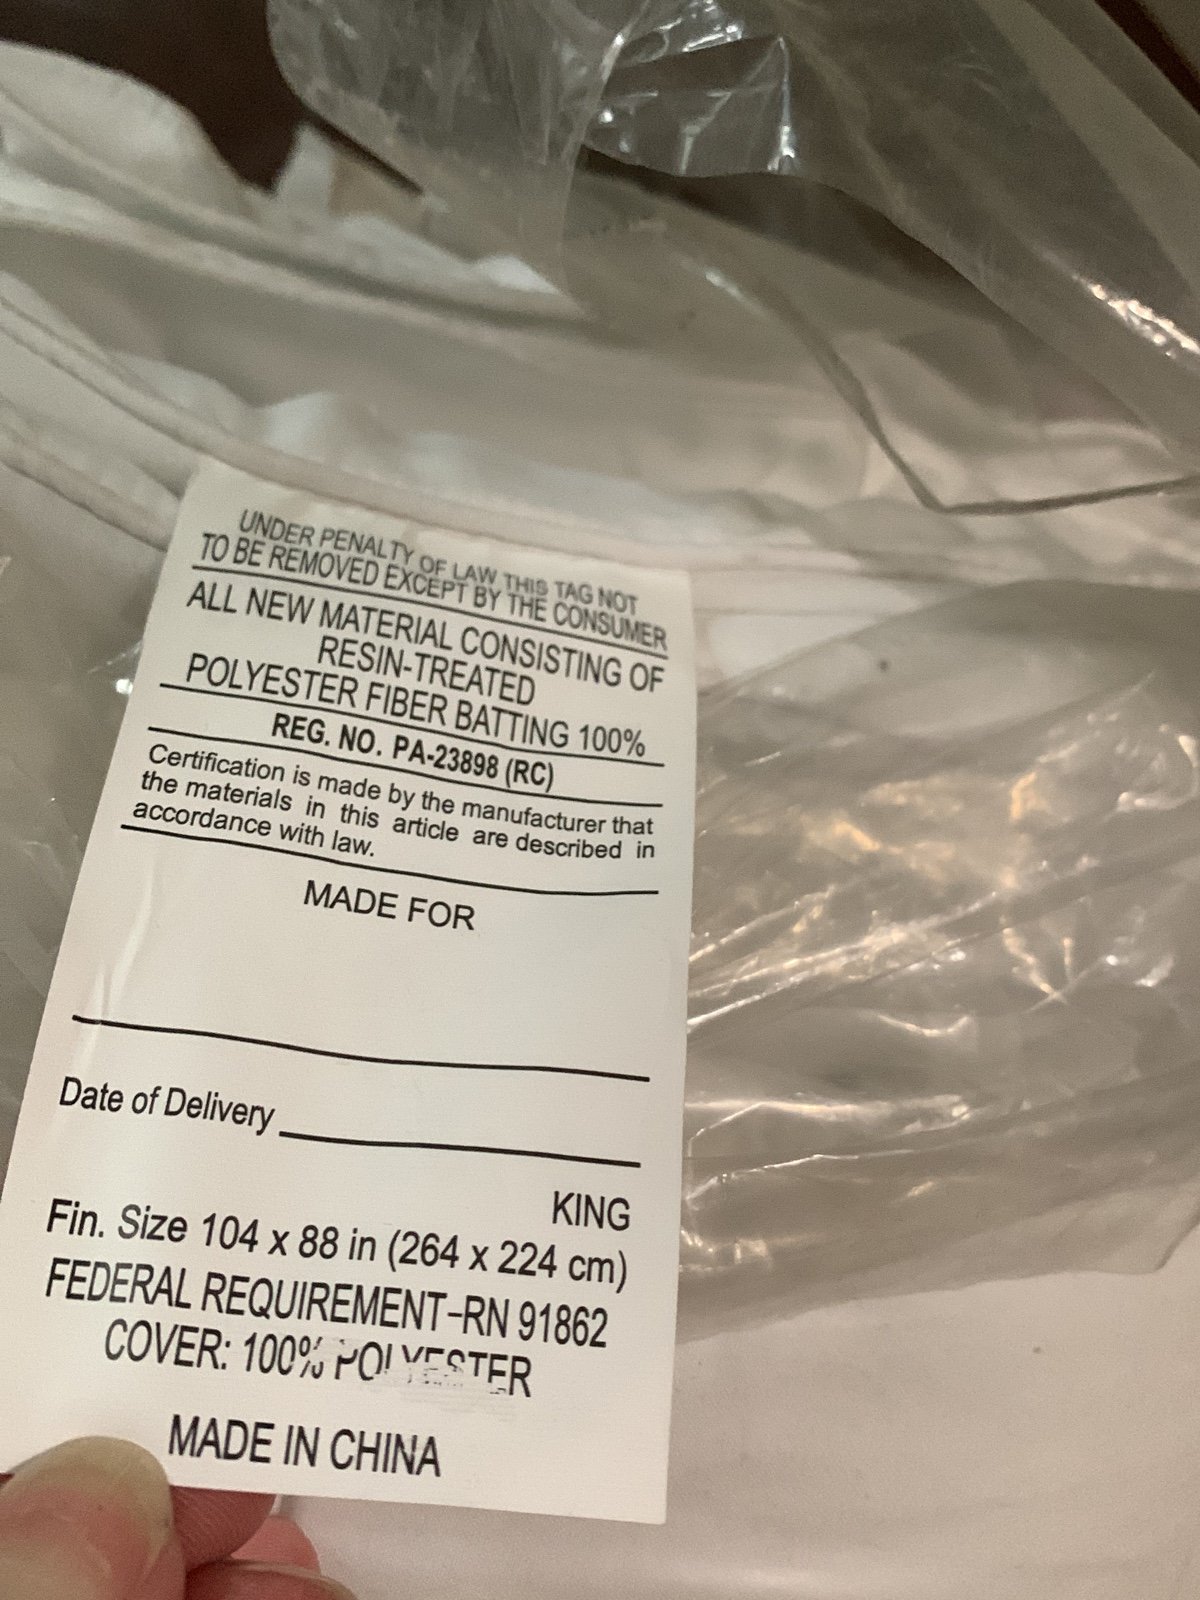 UNDER PENALTY OF LAW THIS TAG NOT
TO BE REMOVED EXCEPT BY THE CONSUMER
ALL NEW MATERIAL CONSISTING OF
RESIN-TREATED
POLYESTER FIBER BATTING 100%
REG. NO. PA-23898 (RC)
Certification is made by the manufacturer that
the materials in this article are described in
accordance with law.
MADE FOR
Date of Delivery
KING
Fin. Size 104 x 88 in (264 x 224 cm)
FEDERAL REQUIREMENT-RN 91862
COVER: 100% POLYESTER
MADE IN CHINA